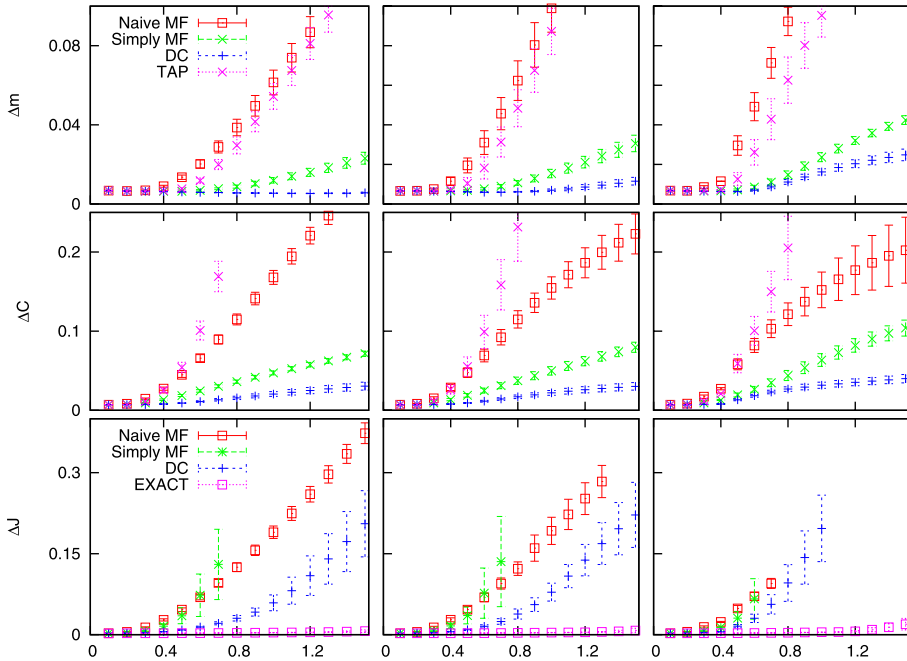 0.08
Naive MF
Simply MF
DC
TAP
Δm
0.04
0
0.2
ΔC
0.1
0
Naive MF
Simply MF
DC
EXACT
0.3
ΔJ
0.15
0
0 0.4 0.8 1.2 0 0.4 0.8 1.2 0 0.4 0.8 1.2